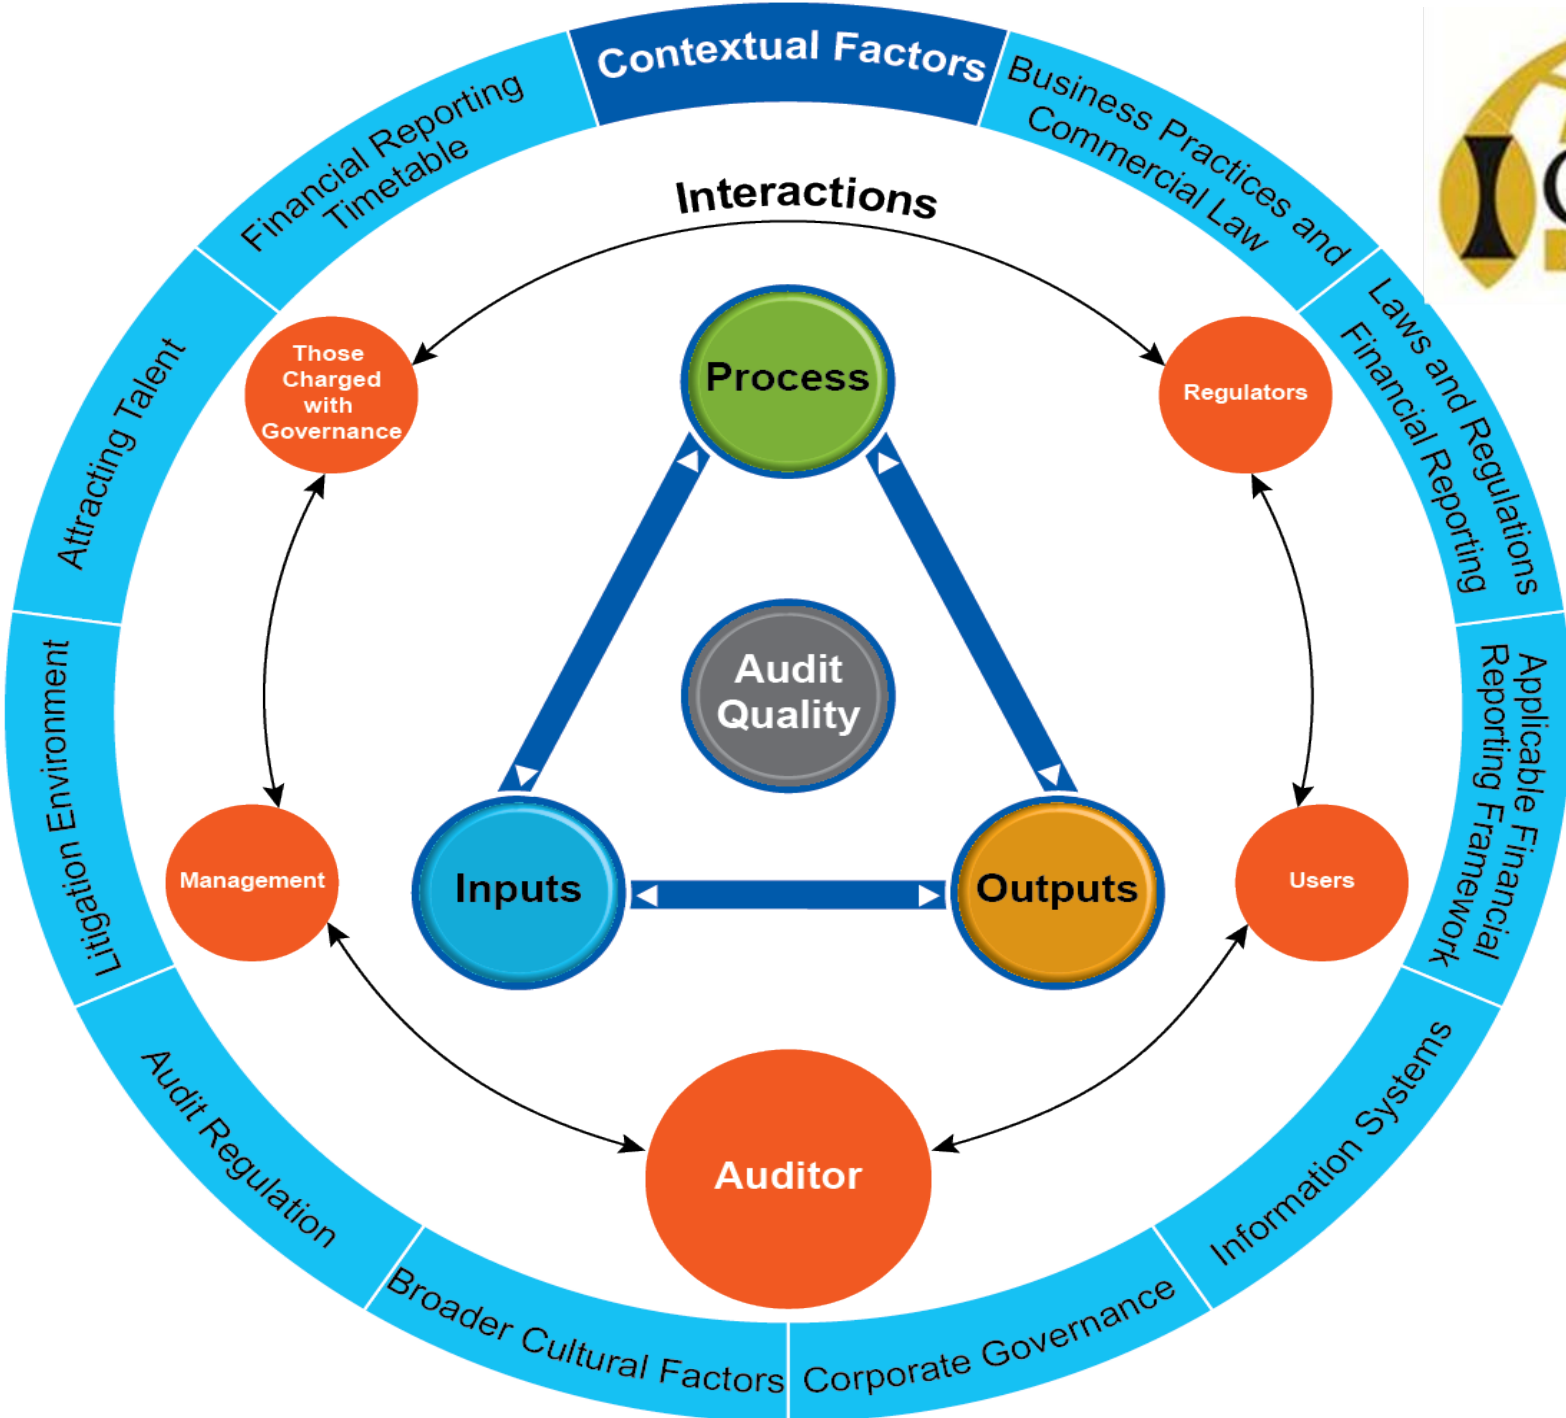 Contextual Factors
Business Practices and
Commercial Law
Laws and Regulations
Financial Reporting
Applicable Financial
Reporting Framework
Information Systems
Corporate Governance
Broader Cultural Factors
Audit Regulation
Litigation Environment
Attracting Talent
Financial Reporting
Timetable
Interactions
Those
Charged
with
Governance
Regulators
Management
Users
Auditor
Process
Audit
Quality
Inputs
Outputs